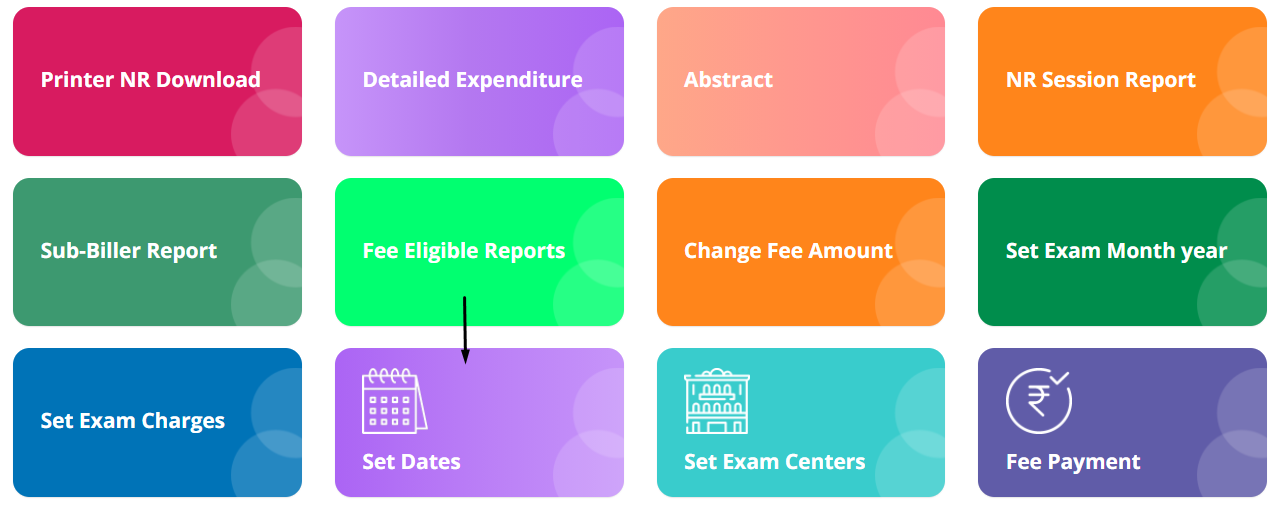 Printer NR Download
Detailed Expenditure
Abstract
NR Session Report
Sub-Biller Report
Fee Eligible Reports
Change Fee Amount
Set Exam Month year
Set Exam Charges
Set Dates
Set Exam Centers
Fee Payment